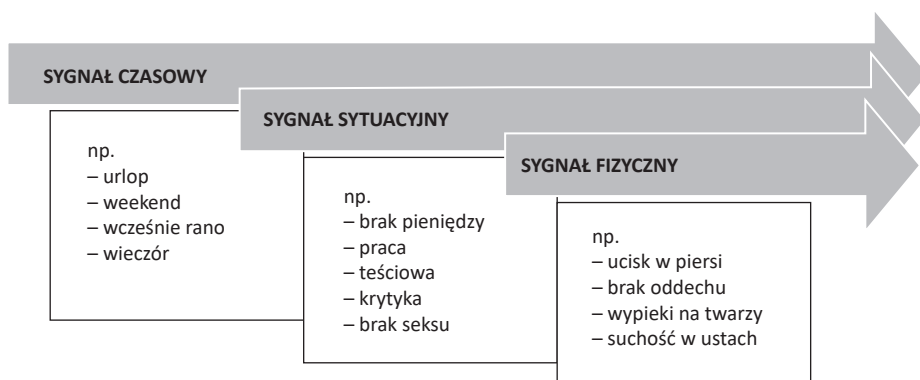 SYGNAŁ CZASOWY
np.
– urlop
– weekend
– wcześnie rano
– wieczór
SYGNAŁ SYTUACYJNY
np.
– brak pieniędzy
– praca
– teściowa
– krytyka
– brak seksu
SYGNAŁ FIZYCZNY
np.
– ucisk w piersi
– brak oddechu
– wypieki na twarzy
– suchość w ustach